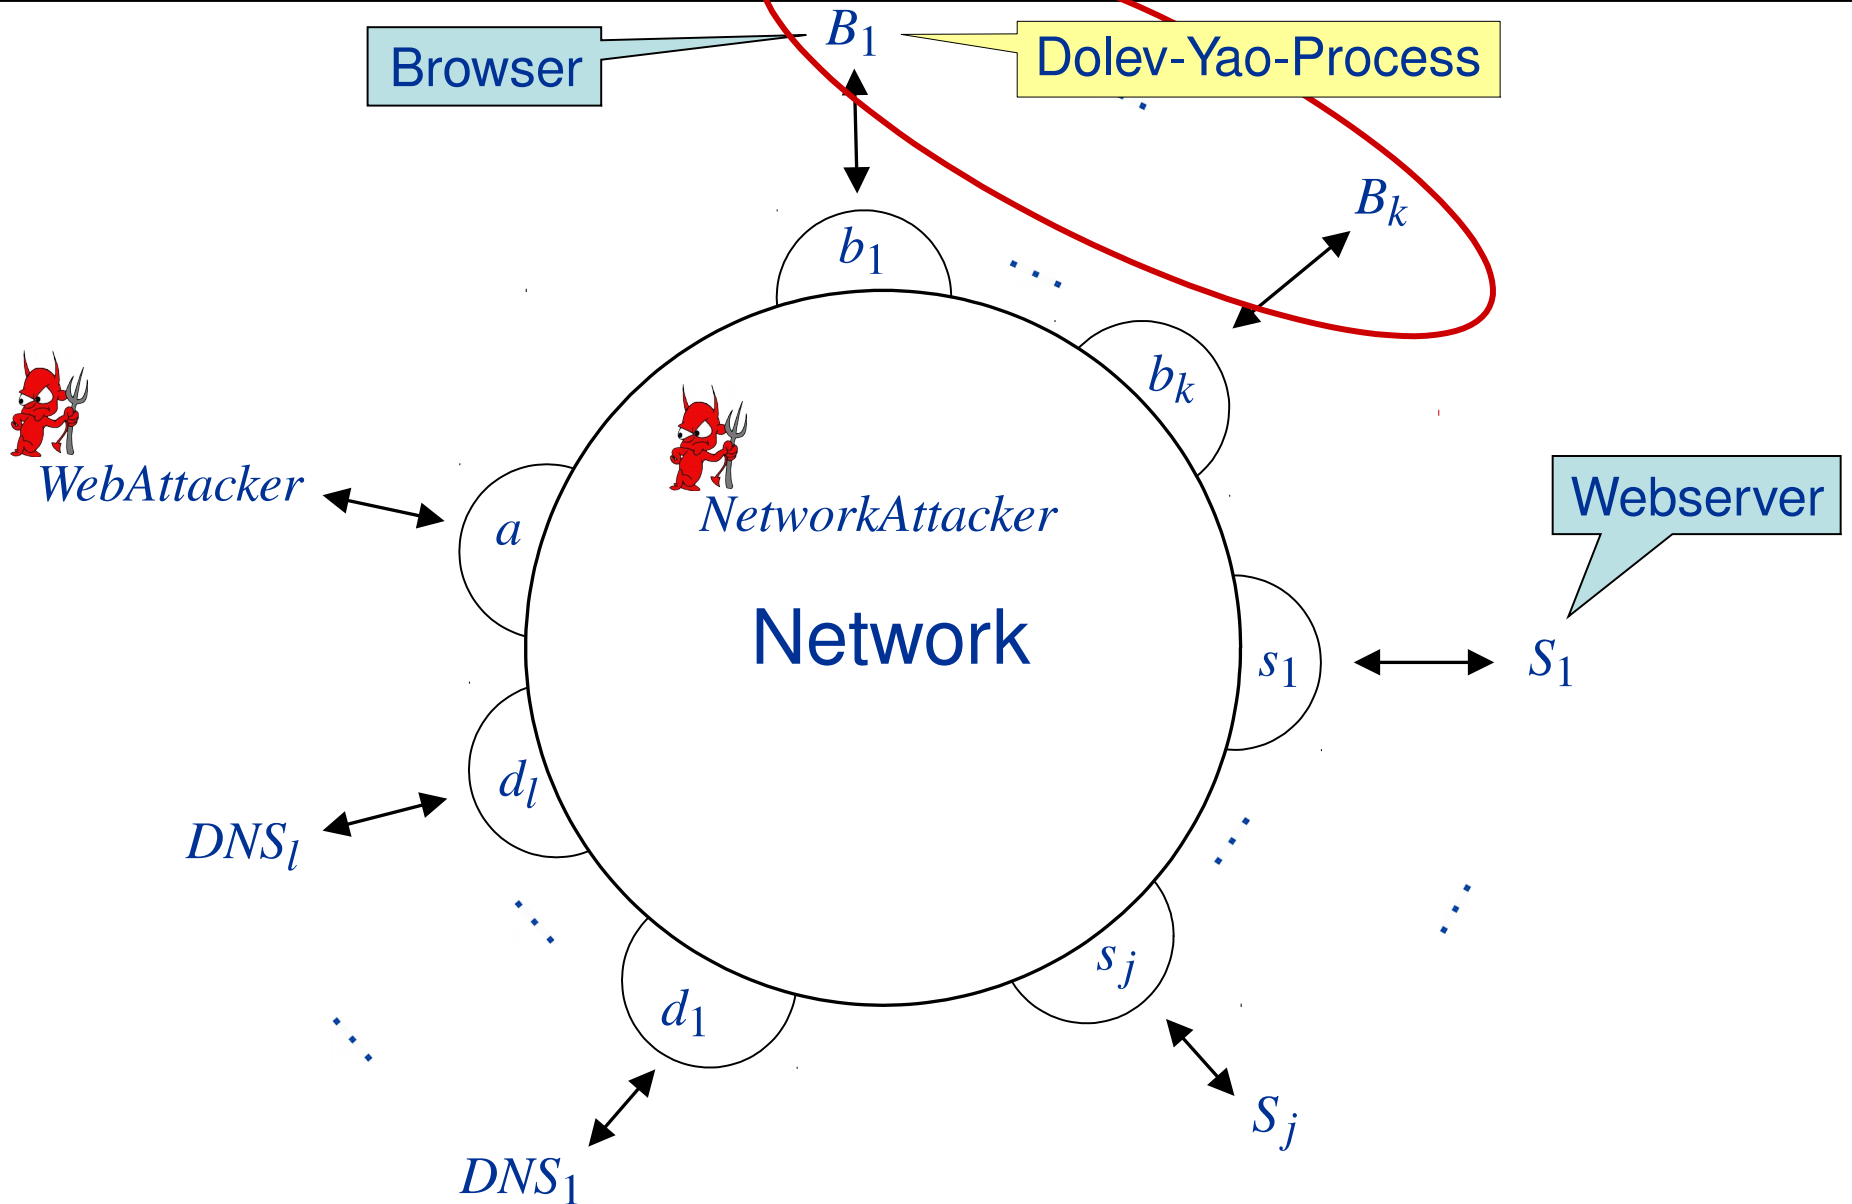 B1
Browser
Dolev-Yao-Process
Bk
b1
bk
WebAttacker
NetworkAttacker
Webserver
a
Network
s1
S1
dl
DNSl
sj
d1
Sj
DNS1